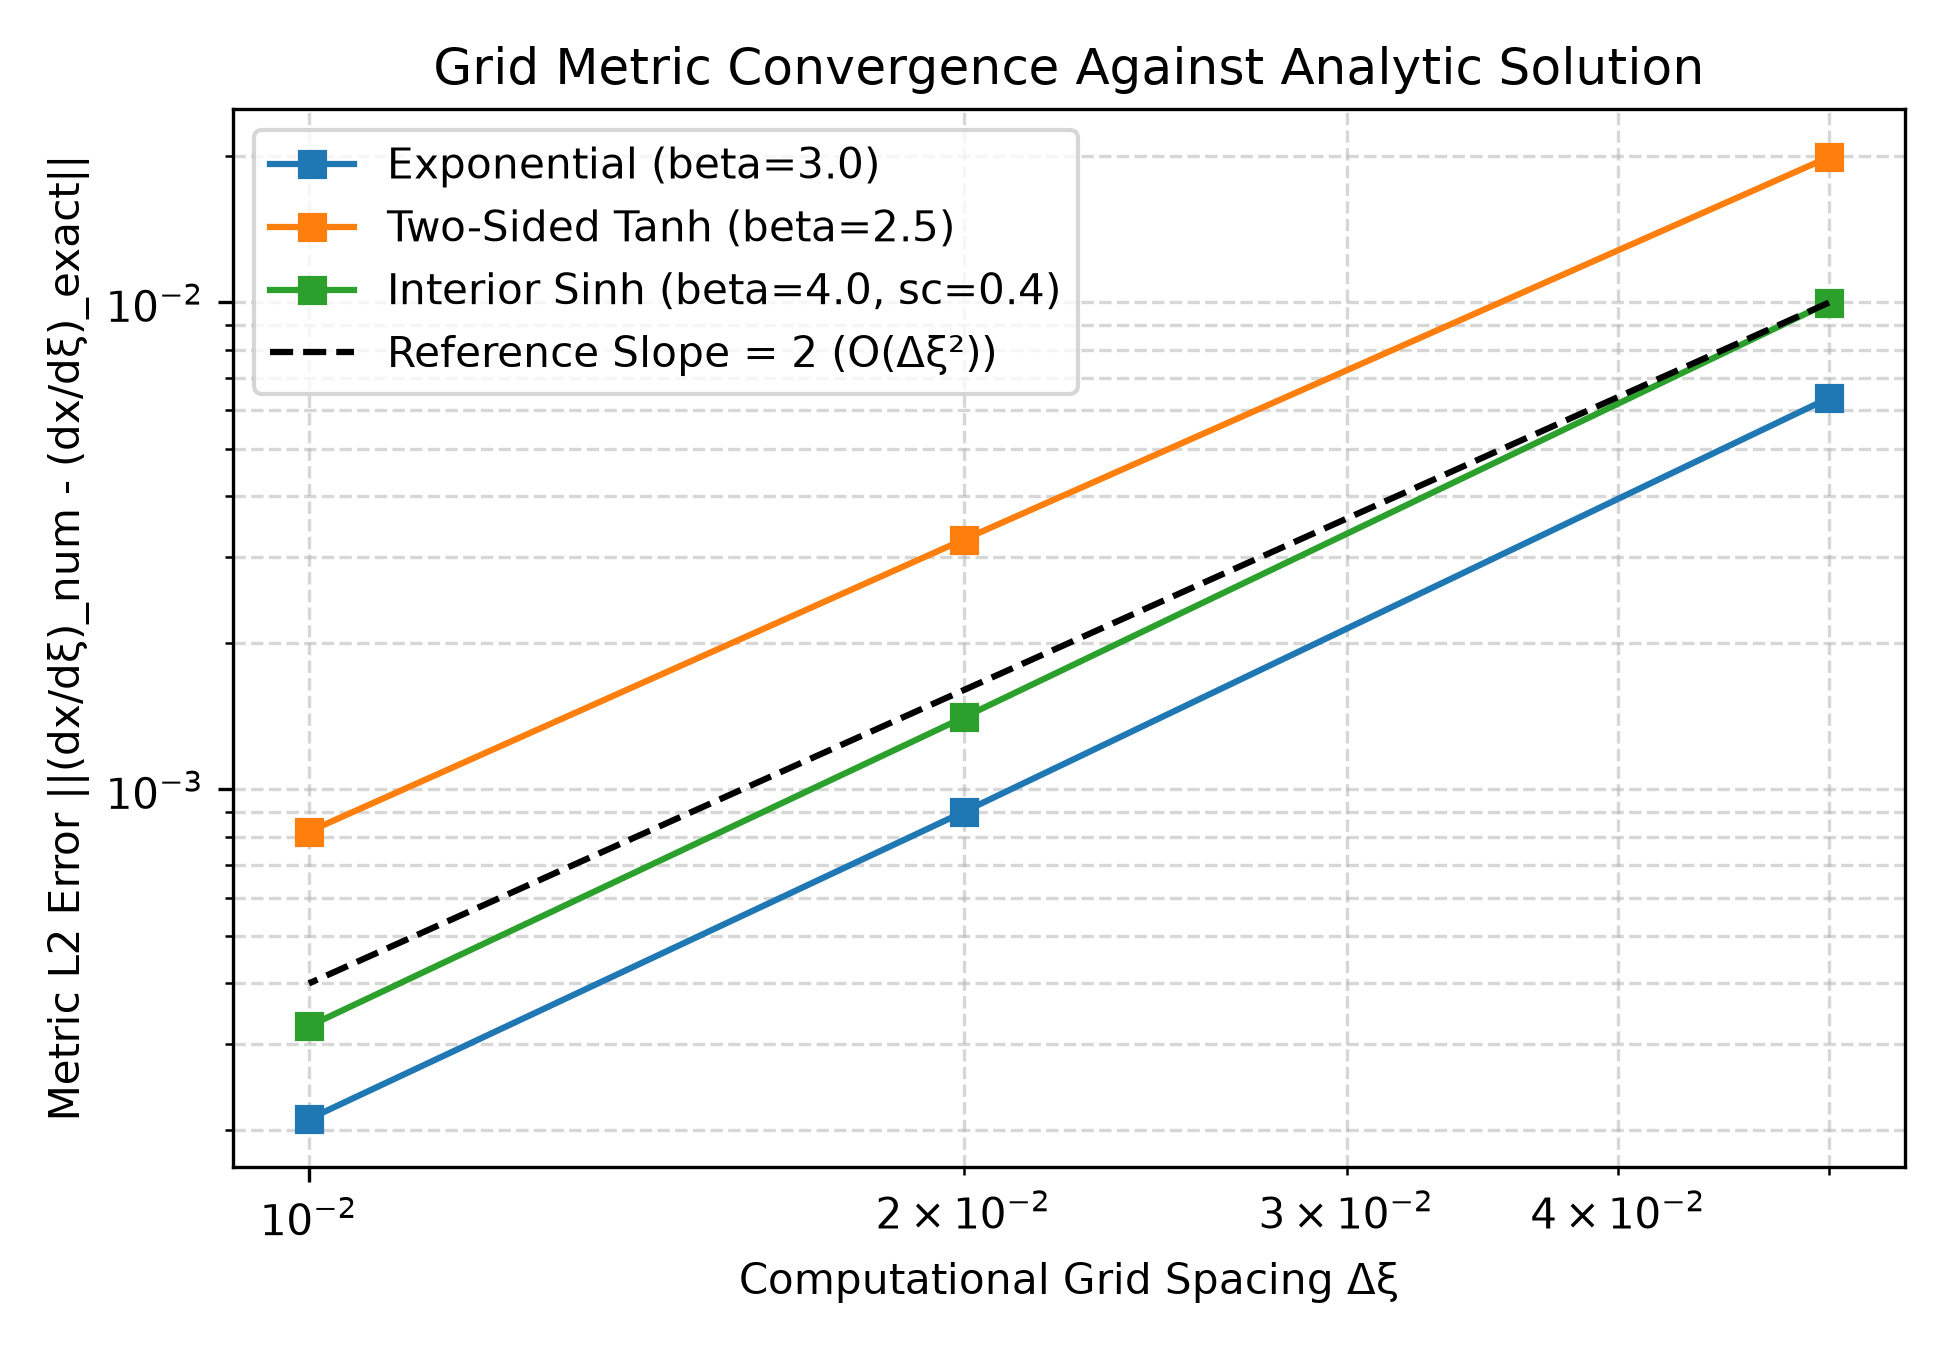 Grid Metric Convergence Against Analytic Solution
Exponential (beta=3.0)
Two-Sided Tanh (beta=2.5)
Interior Sinh (beta=4.0, sc=0.4)
Reference Slope = 2 (O(Δξ²))
Metric L2 Error ||(dx/dξ)_num - (dx/dξ)_exact||
10⁻²
10⁻³
10⁻²
2 × 10⁻²
3 × 10⁻²
4 × 10⁻²
Computational Grid Spacing Δξ